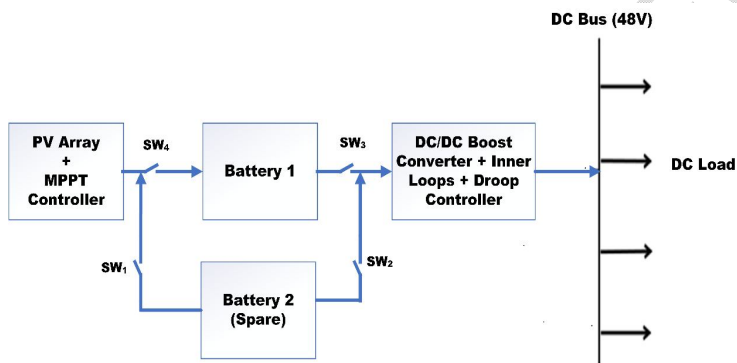 DC Bus (48V)
PV Array
+
MPPT
Controller
SW₄
Battery 1
SW₃
DC/DC Boost
Converter + Inner
Loops + Droop
Controller
DC Load
SW₁
Battery 2
(Spare)
SW₂